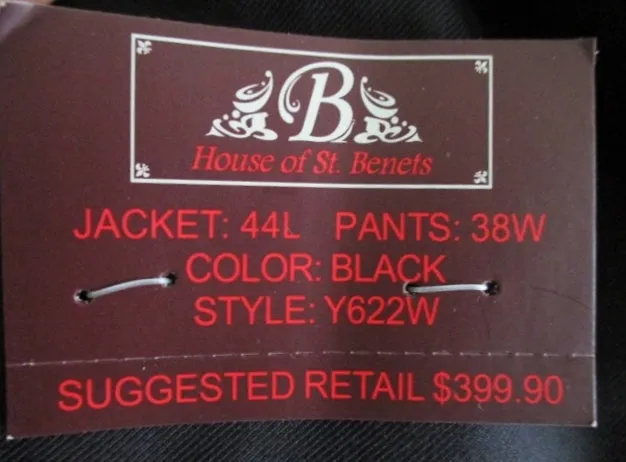 B
House of St. Benets
JACKET: 44L PANTS: 38W
COLOR: BLACK
STYLE: Y622W
SUGGESTED RETAIL $399.90